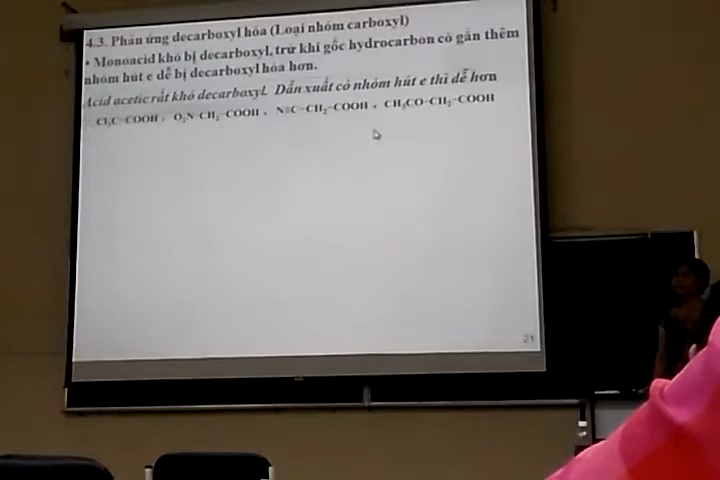 4.3. Phản ứng decarboxyl hóa (Loại nhóm carboxyl)
• Monoacid khó bị decarboxyl, trừ khi gốc hydrocarbon có gắn thêm
nhóm hút e dễ bị decarboxyl hóa hơn.
Acid acetic rất khó decarboxyl. Dẫn xuất có nhóm hút e thì dễ hơn
Cl₃C-COOH , O₂N-CH₂-COOH , N≡C-CH₂-COOH , CH₃CO-CH₂-COOH
21